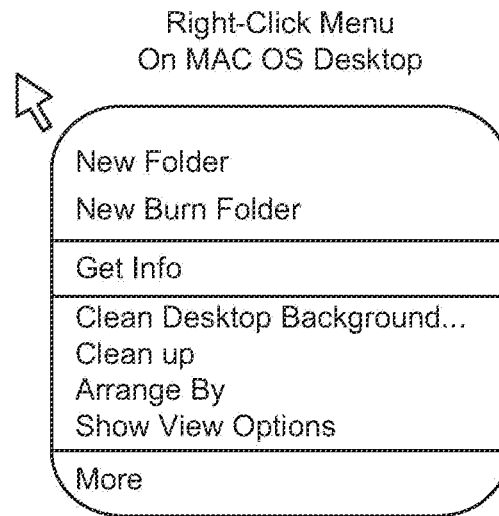 Right-Click Menu
On MAC OS Desktop
New Folder
New Burn Folder
Get Info
Clean Desktop Background...
Clean up
Arrange By
Show View Options
More